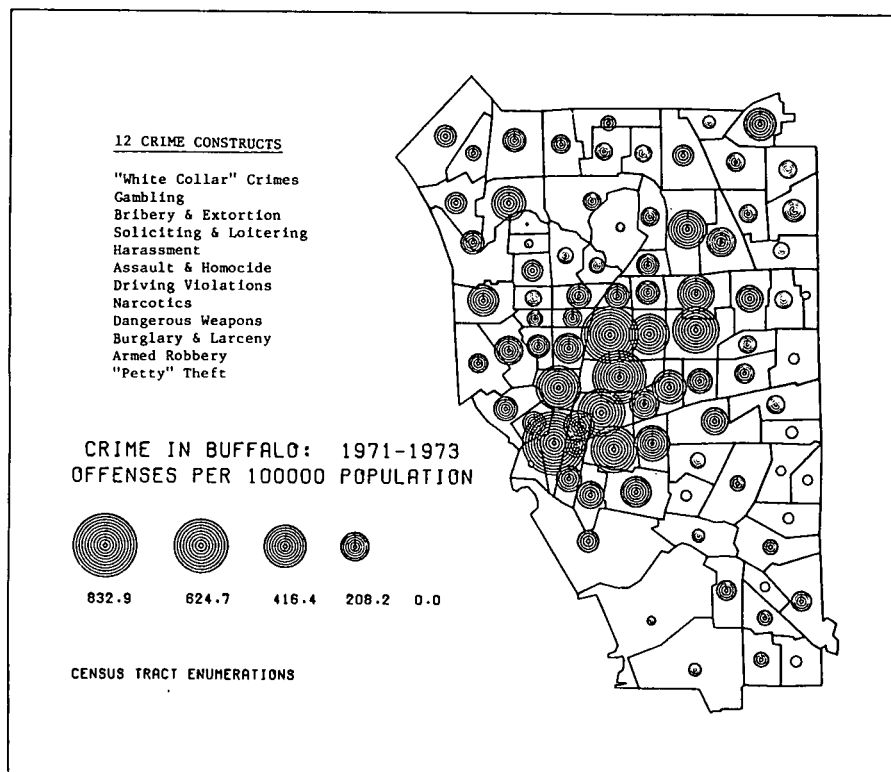 12 CRIME CONSTRUCTS
"White Collar" Crimes
Gambling
Bribery & Extortion
Soliciting & Loitering
Harassment
Assault & Homocide
Driving Violations
Narcotics
Dangerous Weapons
Burglary & Larceny
Armed Robbery
"Petty" Theft
CRIME IN BUFFALO: 1971-1973
OFFENSES PER 100000 POPULATION
832.9 624.7 416.4 208.2 0.0
CENSUS TRACT ENUMERATIONS